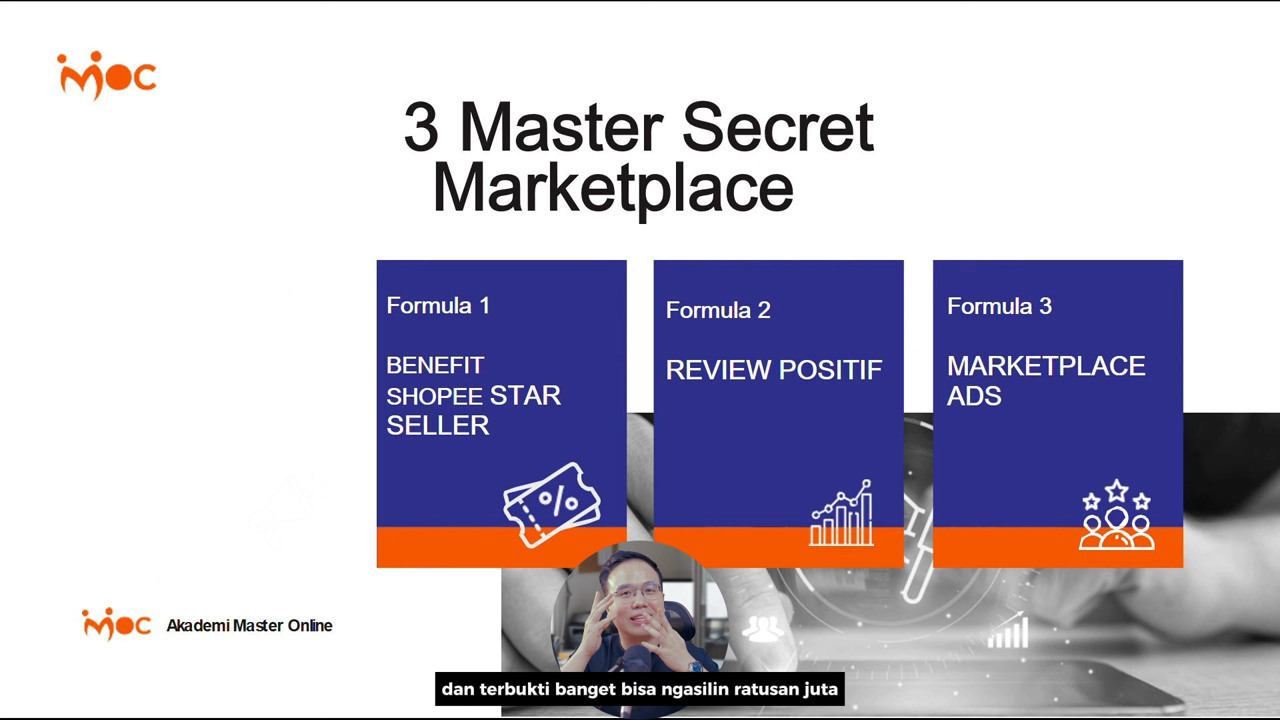 MOC
3 Master Secret
Marketplace
Formula 1
BENEFIT
SHOPEE STAR
SELLER
Formula 2
REVIEW POSITIF
Formula 3
MARKETPLACE
ADS
MOC Akademi Master Online
dan terbukti banget bisa ngasilin ratusan juta